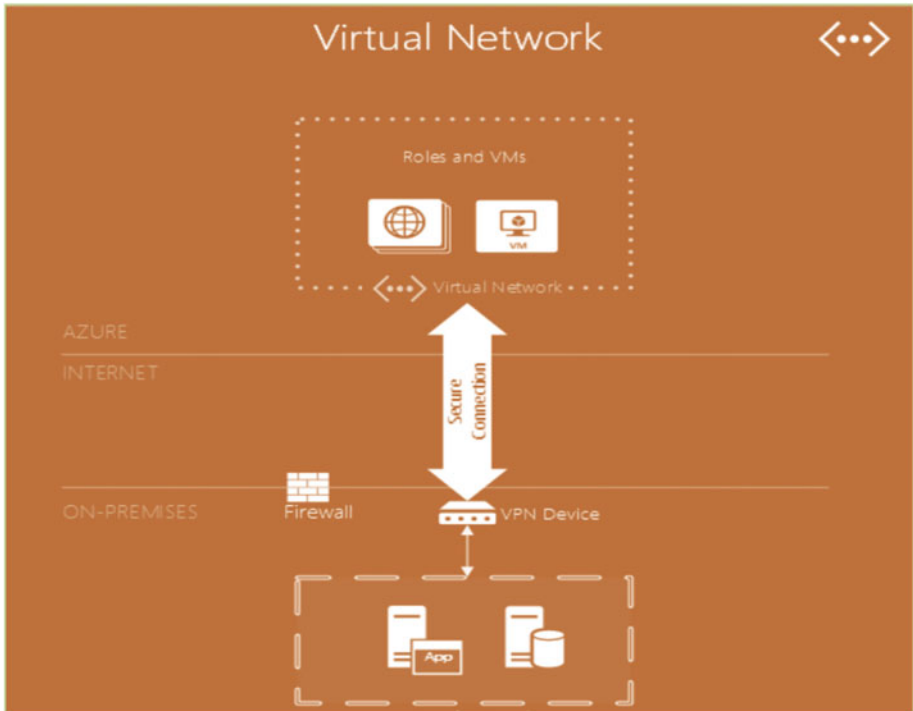 Virtual Network
Roles and VMs
VM
Virtual Network
AZURE
INTERNET
Secure
Connection
ON-PREMISES
Firewall
VPN Device
App